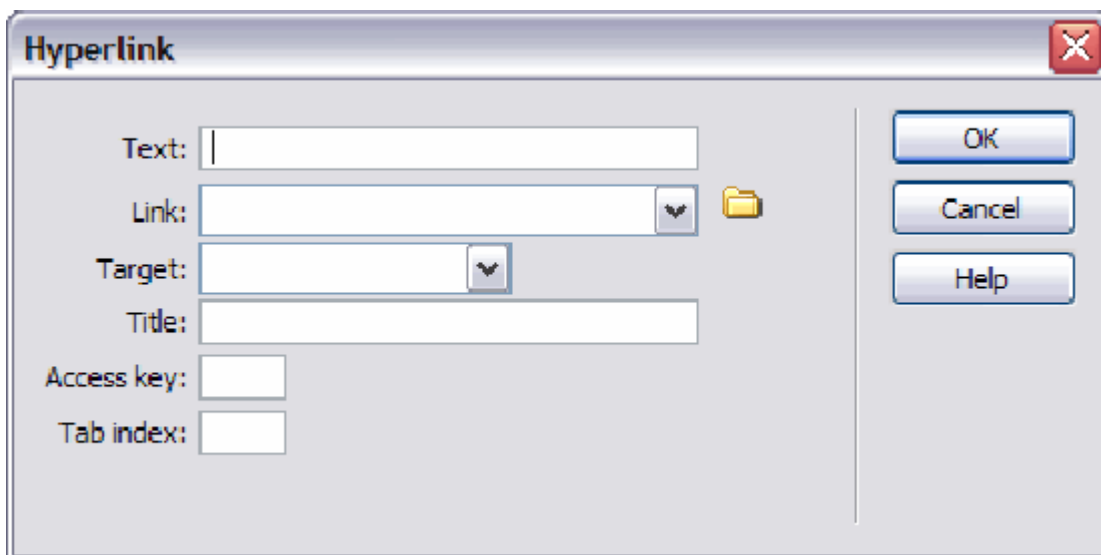 Hyperlink
Text:
Link:
Target:
Title:
Access key:
Tab index:
OK
Cancel
Help